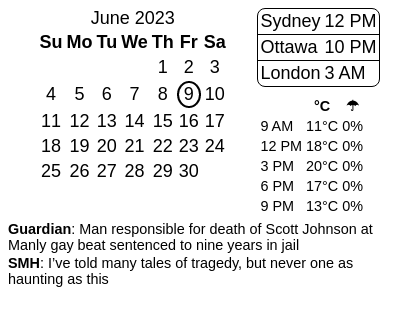 June 2023
Su Mo Tu We Th Fr Sa
1 2 3
4 5 6 7 8 9 10
11 12 13 14 15 16 17
18 19 20 21 22 23 24
25 26 27 28 29 30
Sydney 12 PM
Ottawa 10 PM
London 3 AM
°C ☂
9 AM 11°C 0%
12 PM 18°C 0%
3 PM 20°C 0%
6 PM 17°C 0%
9 PM 13°C 0%
Guardian: Man responsible for death of Scott Johnson at
Manly gay beat sentenced to nine years in jail
SMH: I’ve told many tales of tragedy, but never one as
haunting as this